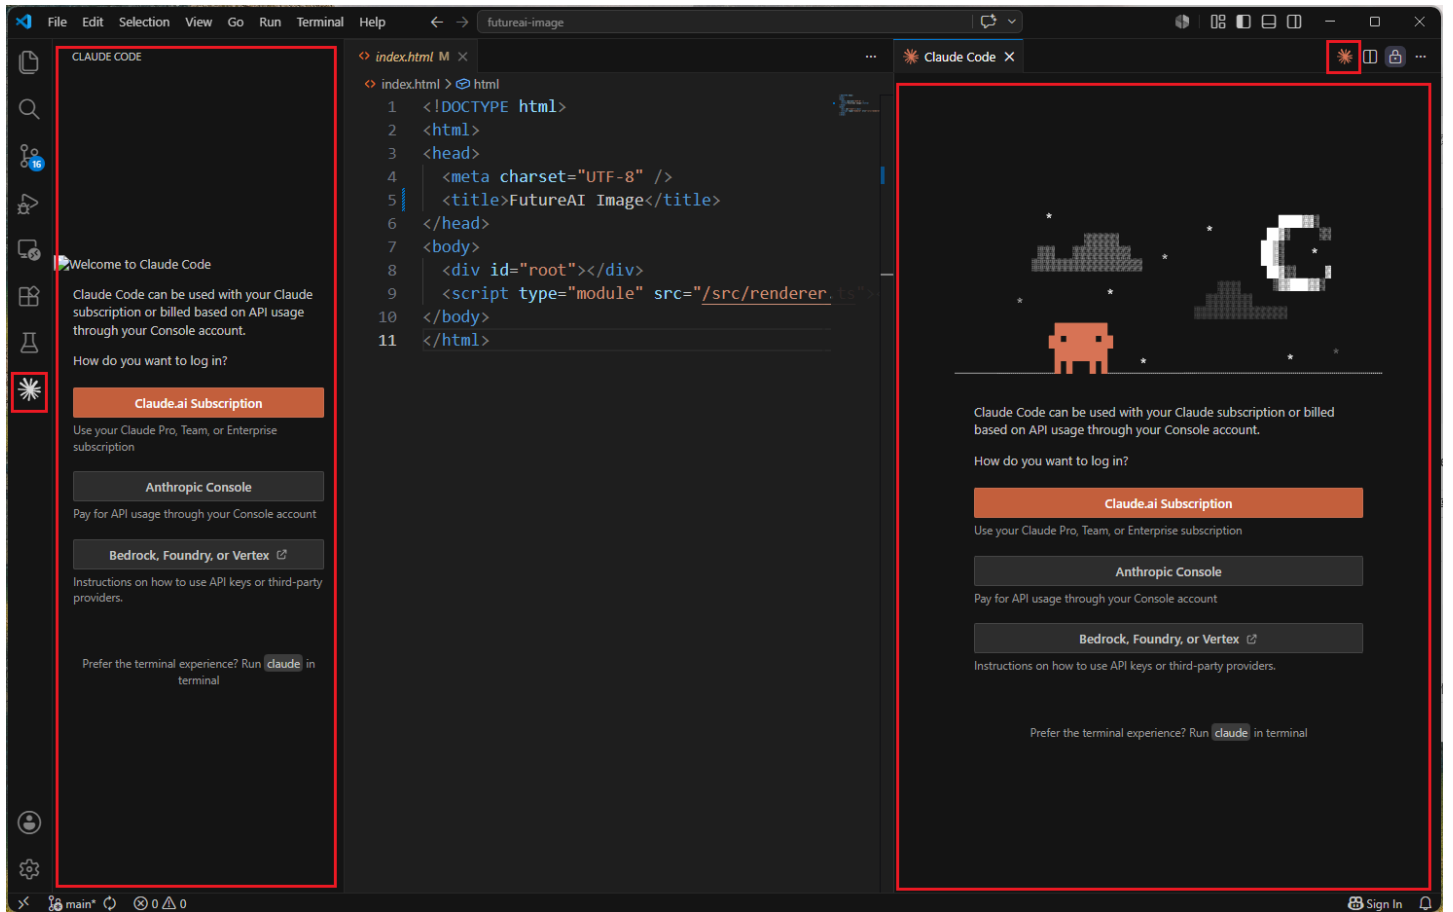 File Edit Selection View Go Run Terminal Help
futureai-image
CLAUDE CODE
16
Welcome to Claude Code
Claude Code can be used with your Claude
subscription or billed based on API usage
through your Console account.
How do you want to log in?
Claude.ai Subscription
Use your Claude Pro, Team, or Enterprise
subscription
Anthropic Console
Pay for API usage through your Console account
Bedrock, Foundry, or Vertex
Instructions on how to use API keys or third-party
providers.
Prefer the terminal experience? Run claude in
terminal
index.html M
index.html > html
1 <!DOCTYPE html>
2 <html>
3 <head>
4 <meta charset="UTF-8" />
5 <title>FutureAI Image</title>
6 </head>
7 <body>
8 <div id="root"></div>
9 <script type="module" src="/src/renderer.ts">
10 </body>
11 </html>
Claude Code
Claude Code can be used with your Claude subscription or billed
based on API usage through your Console account.
How do you want to log in?
Claude.ai Subscription
Use your Claude Pro, Team, or Enterprise subscription
Anthropic Console
Pay for API usage through your Console account
Bedrock, Foundry, or Vertex
Instructions on how to use API keys or third-party providers.
Prefer the terminal experience? Run claude in terminal
main* 0 0
Sign In